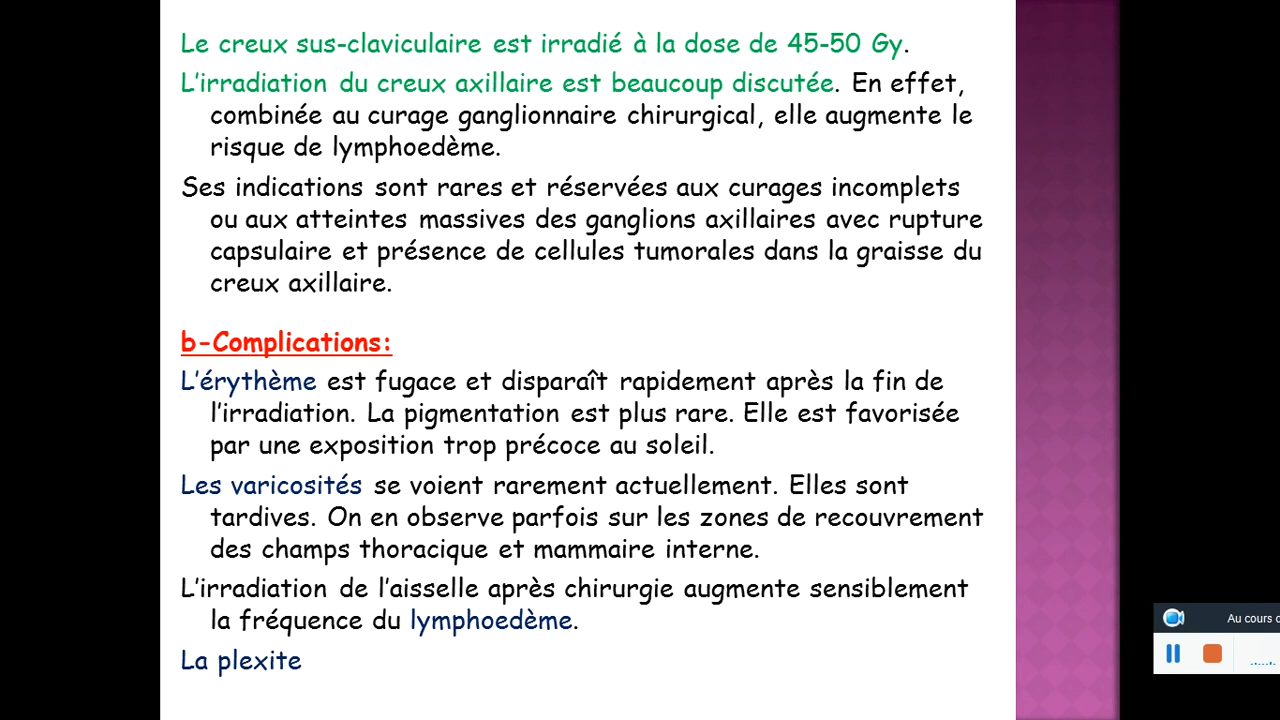 Le creux sus-claviculaire est irradié à la dose de 45-50 Gy.
L'irradiation du creux axillaire est beaucoup discutée. En effet,
combinée au curage ganglionnaire chirurgical, elle augmente le
risque de lymphoedème.
Ses indications sont rares et réservées aux curages incomplets
ou aux atteintes massives des ganglions axillaires avec rupture
capsulaire et présence de cellules tumorales dans la graisse du
creux axillaire.
b-Complications:
L'érythème est fugace et disparaît rapidement après la fin de
l'irradiation. La pigmentation est plus rare. Elle est favorisée
par une exposition trop précoce au soleil.
Les varicosités se voient rarement actuellement. Elles sont
tardives. On en observe parfois sur les zones de recouvrement
des champs thoracique et mammaire interne.
L'irradiation de l'aisselle après chirurgie augmente sensiblement
la fréquence du lymphoedème.
La plexite
Au cours